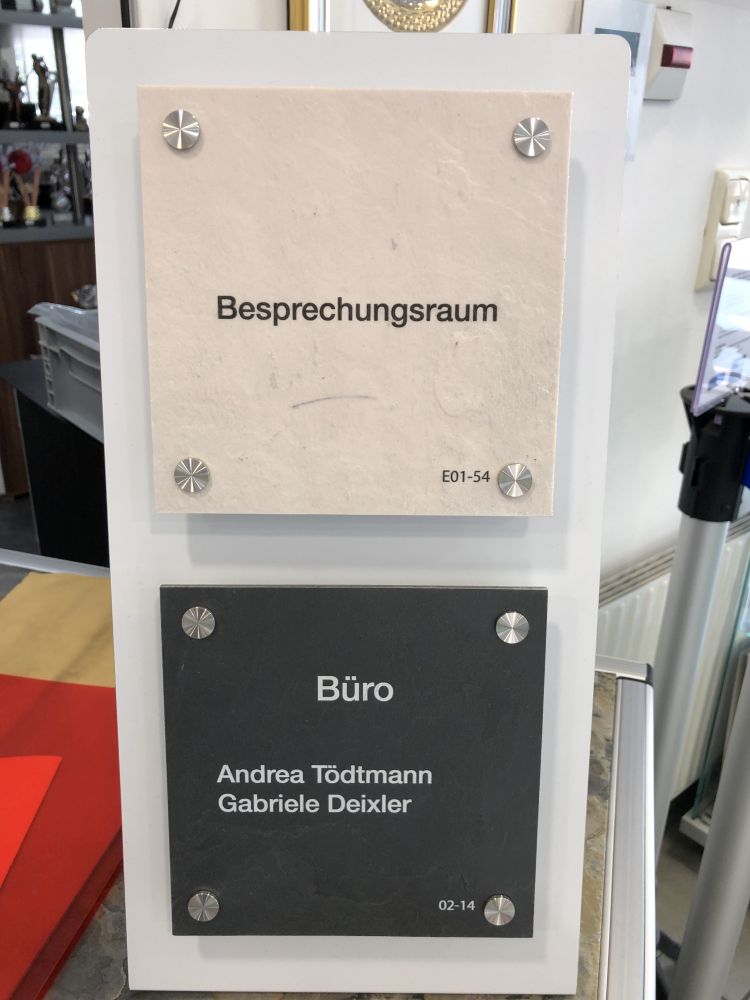 Besprechungsraum
E01-54
Büro
Andrea Tödtmann
Gabriele Deixler
02-14